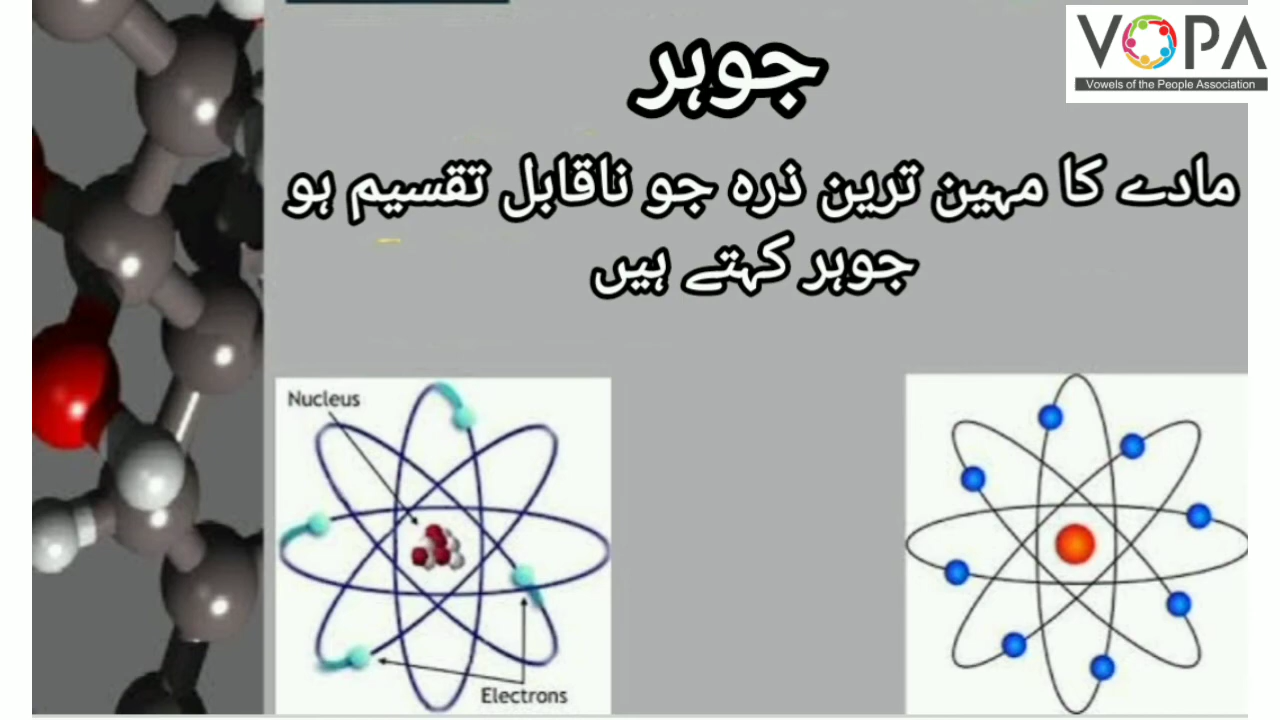 VOPA
Vowels of the People Association
جوہر
مادے کا مہین ترین ذرہ جو ناقابل تقسیم ہو
جوہر کہتے ہیں
Nucleus
Electrons